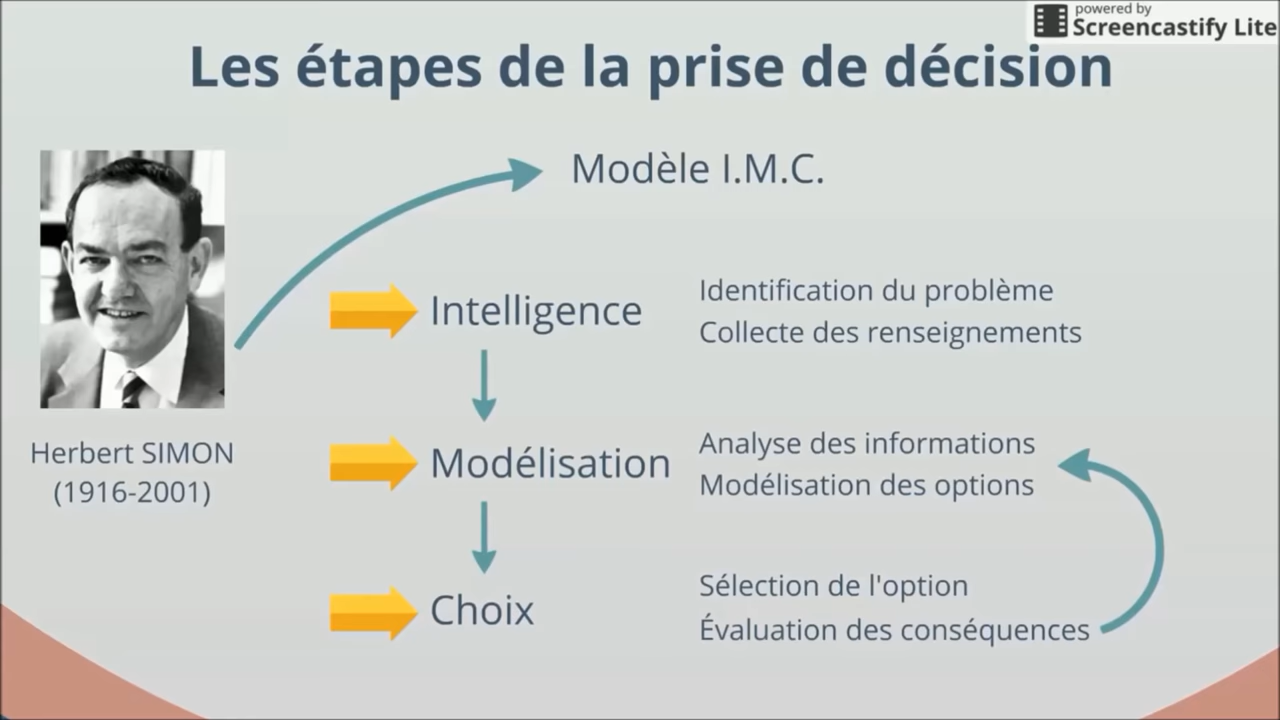 powered by
Screencastify Lite
Les étapes de la prise de décision
Modèle I.M.C.
Herbert SIMON
(1916-2001)
Intelligence
Identification du problème
Collecte des renseignements
Modélisation
Analyse des informations
Modélisation des options
Choix
Sélection de l'option
Évaluation des conséquences